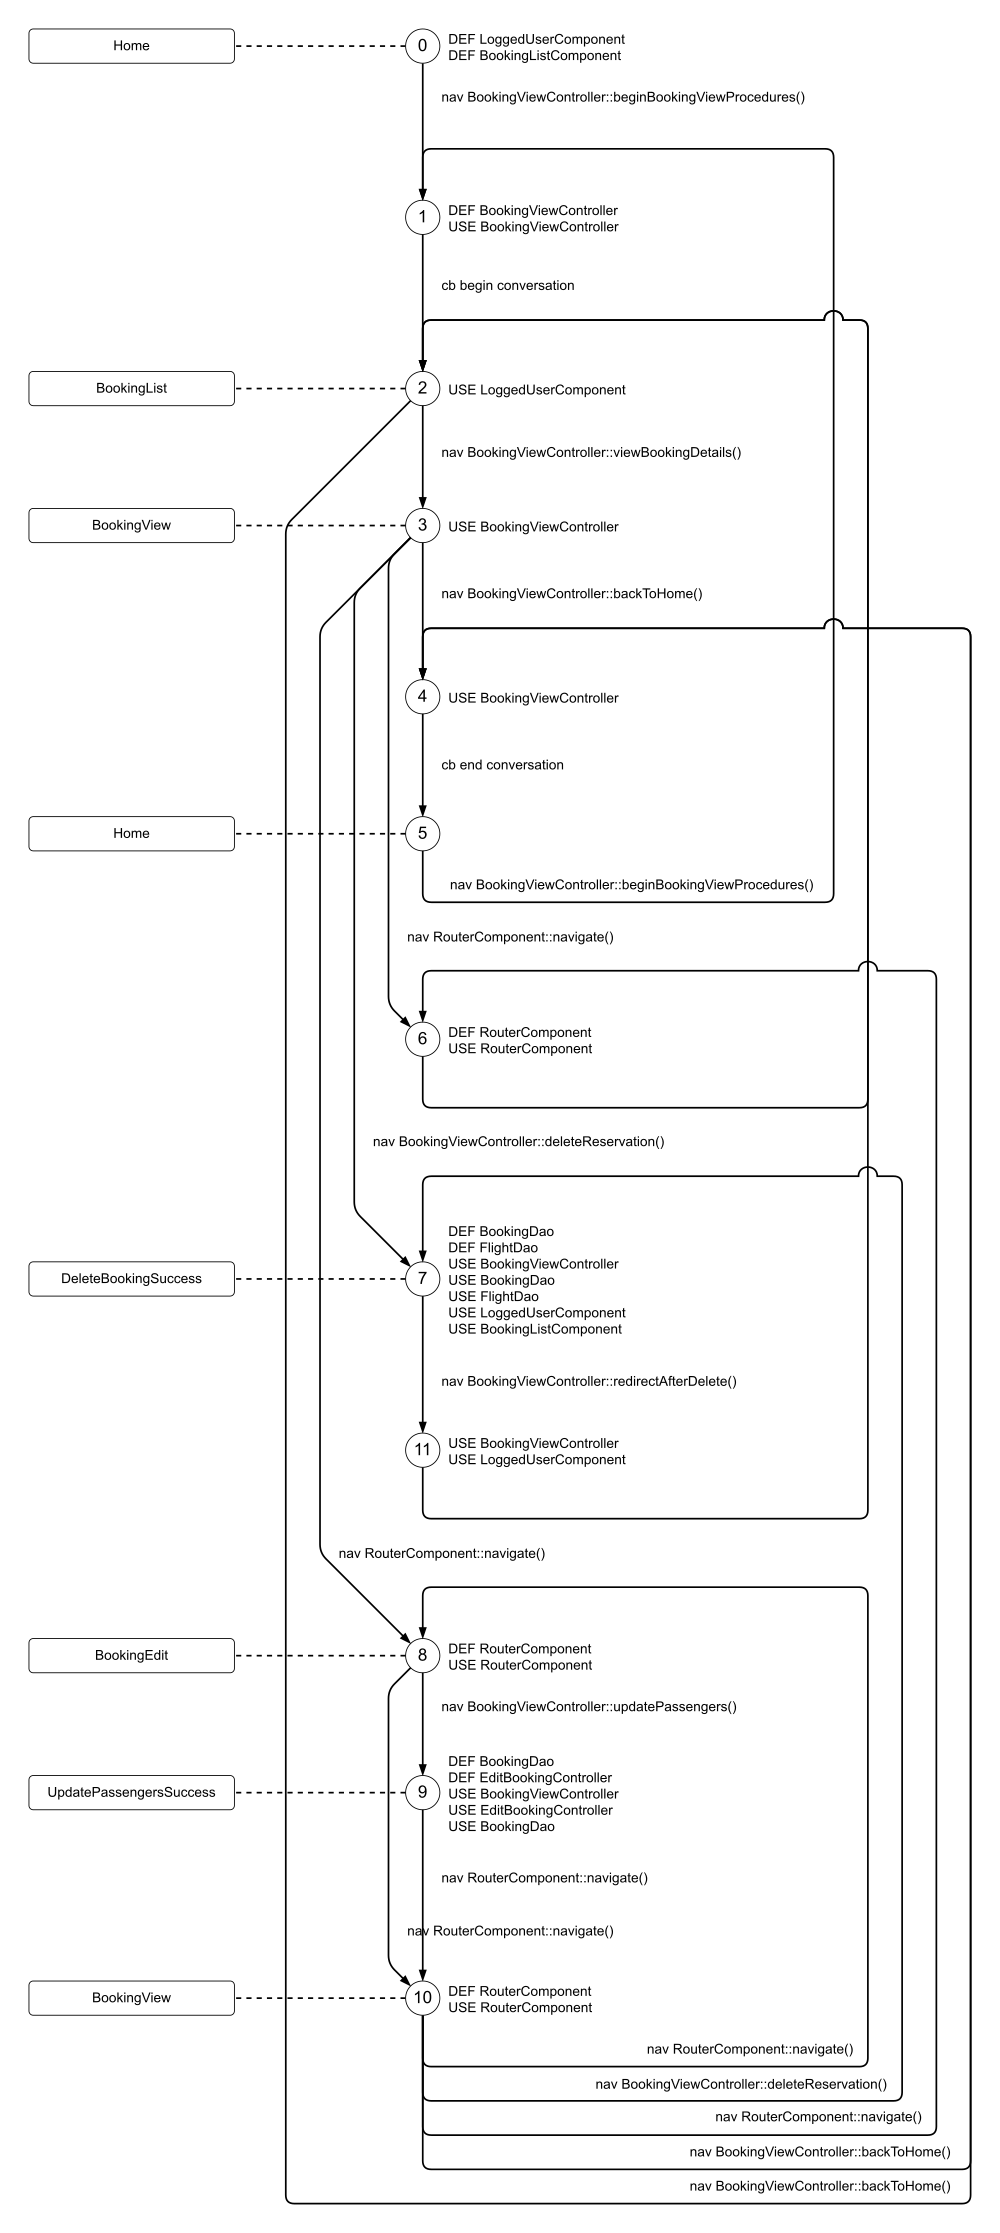 Home
0
DEF LoggedUserComponent
DEF BookingListComponent
nav BookingViewController::beginBookingViewProcedures()
1
DEF BookingViewController
USE BookingViewController
cb begin conversation
BookingList
2
USE LoggedUserComponent
nav BookingViewController::viewBookingDetails()
BookingView
3
USE BookingViewController
nav BookingViewController::backToHome()
4
USE BookingViewController
cb end conversation
Home
5
nav BookingViewController::beginBookingViewProcedures()
nav RouterComponent::navigate()
6
DEF RouterComponent
USE RouterComponent
nav BookingViewController::deleteReservation()
DeleteBookingSuccess
7
DEF BookingDao
DEF FlightDao
USE BookingViewController
USE BookingDao
USE FlightDao
USE LoggedUserComponent
USE BookingListComponent
nav BookingViewController::redirectAfterDelete()
11
USE BookingViewController
USE LoggedUserComponent
nav RouterComponent::navigate()
BookingEdit
8
DEF RouterComponent
USE RouterComponent
nav BookingViewController::updatePassengers()
UpdatePassengersSuccess
9
DEF BookingDao
DEF EditBookingController
USE BookingViewController
USE EditBookingController
USE BookingDao
nav RouterComponent::navigate()
nav RouterComponent::navigate()
BookingView
10
DEF RouterComponent
USE RouterComponent
nav RouterComponent::navigate()
nav BookingViewController::deleteReservation()
nav RouterComponent::navigate()
nav BookingViewController::backToHome()
nav BookingViewController::backToHome()